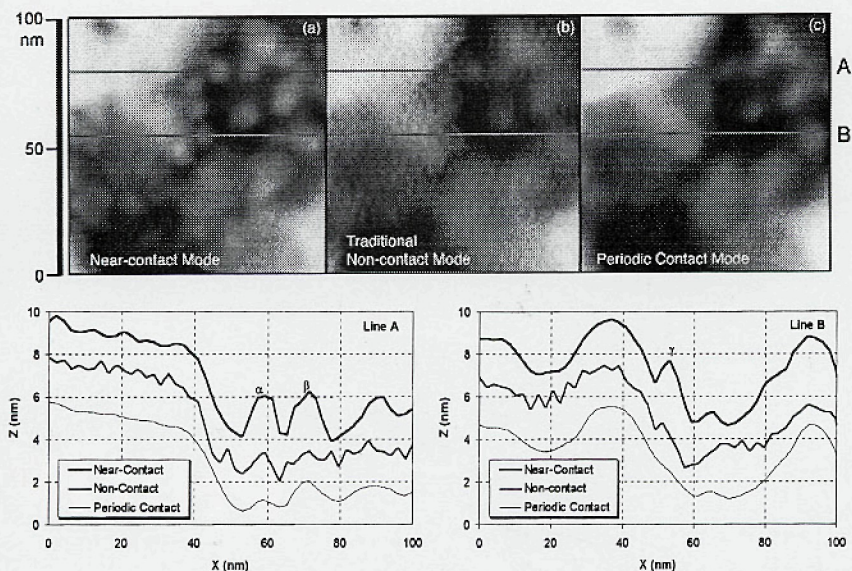 100
nm
50
0
(a)
(b)
(c)
A
B
Near-contact Mode
Traditional
Non-contact Mode
Periodic Contact Mode
Line A
10
8
6
4
2
0
Z (nm)
α
β
Near-Contact
Non-Contact
Periodic Contact
0 20 40 60 80 100
X (nm)
Line B
10
8
6
4
2
0
Z (nm)
γ
Near-Contact
Non-contact
Periodic Contact
0 20 40 60 80 100
X (nm)